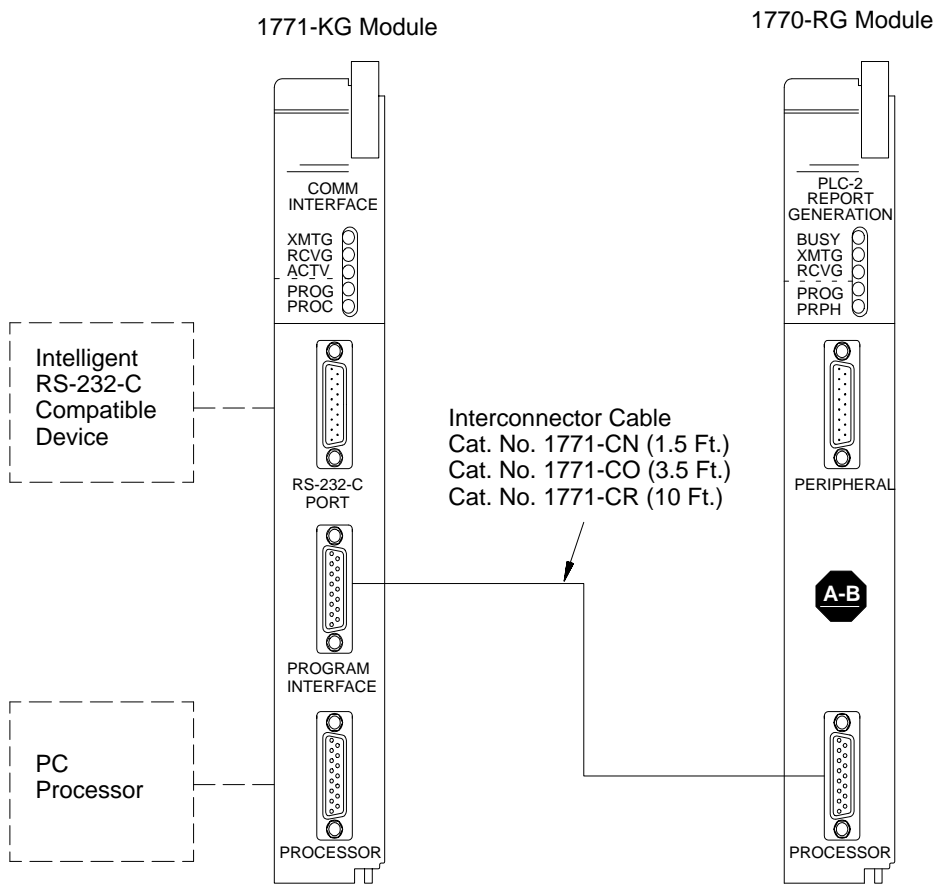 1771-KG Module
1770-RG Module
COMM
INTERFACE
XMTG
RCVG
ACTV
PROG
PROC
PLC-2
REPORT
GENERATION
BUSY
XMTG
RCVG
PROG
PRPH
Intelligent
RS-232-C
Compatible
Device
Interconnector Cable
Cat. No. 1771-CN (1.5 Ft.)
Cat. No. 1771-CO (3.5 Ft.)
Cat. No. 1771-CR (10 Ft.)
RS-232-C
PORT
PERIPHERAL
A-B
PROGRAM
INTERFACE
PC
Processor
PROCESSOR
PROCESSOR